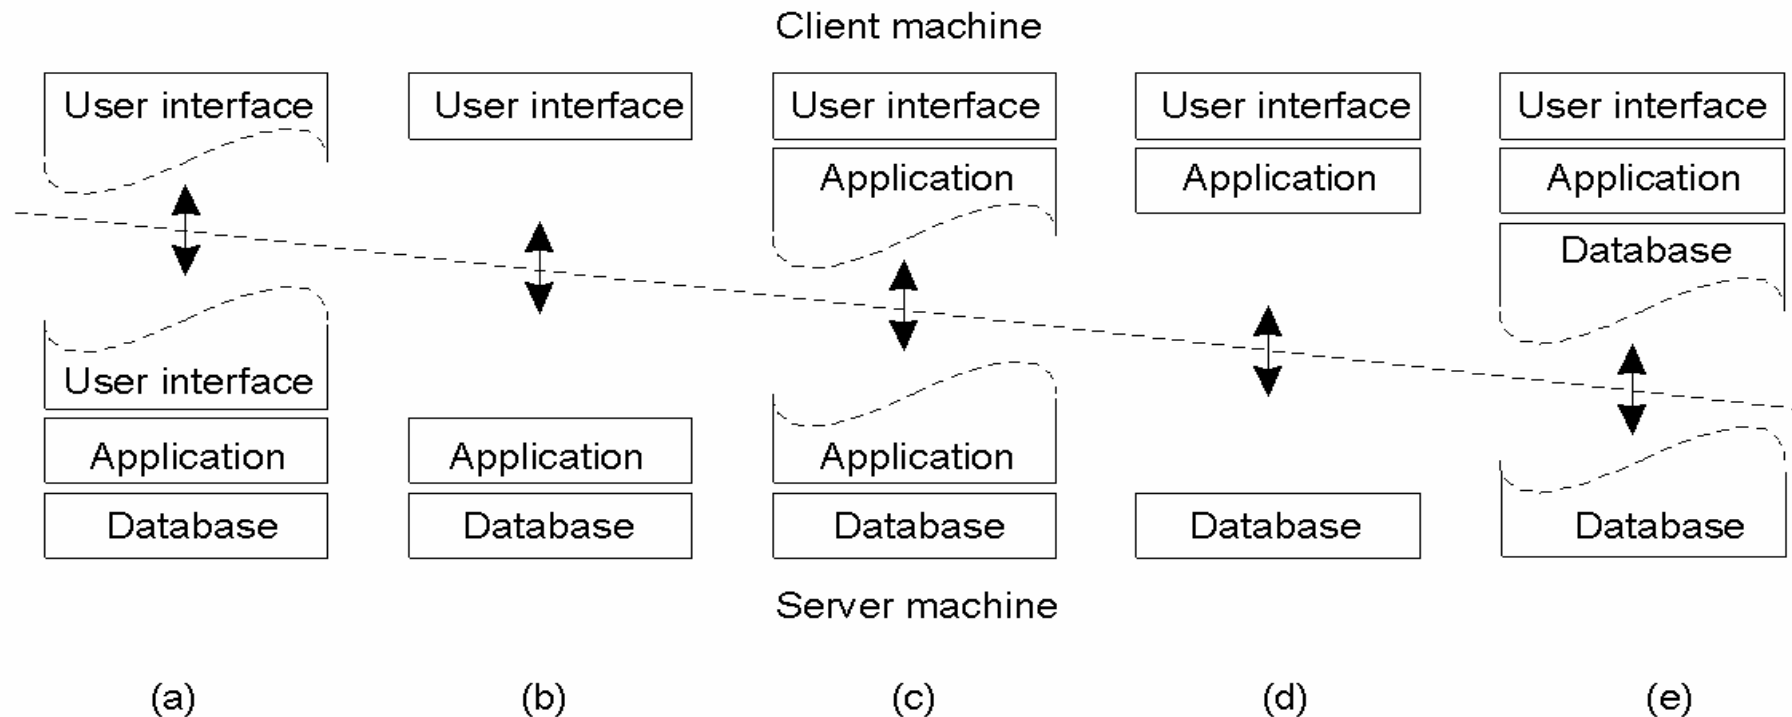 Client machine
User interface User interface User interface User interface User interface
Application Application Application
Database
User interface
Application Application Application
Database Database Database Database Database
Server machine
(a) (b) (c) (d) (e)